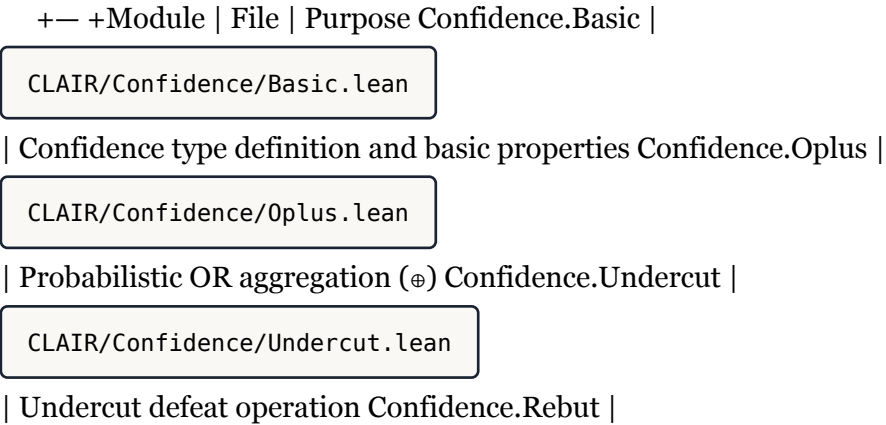 +— +Module | File | Purpose Confidence.Basic |
CLAIR/Confidence/Basic.lean
| Confidence type definition and basic properties Confidence.Oplus |
CLAIR/Confidence/Oplus.lean
| Probabilistic OR aggregation (⊕) Confidence.Undercut |
CLAIR/Confidence/Undercut.lean
| Undercut defeat operation Confidence.Rebut |